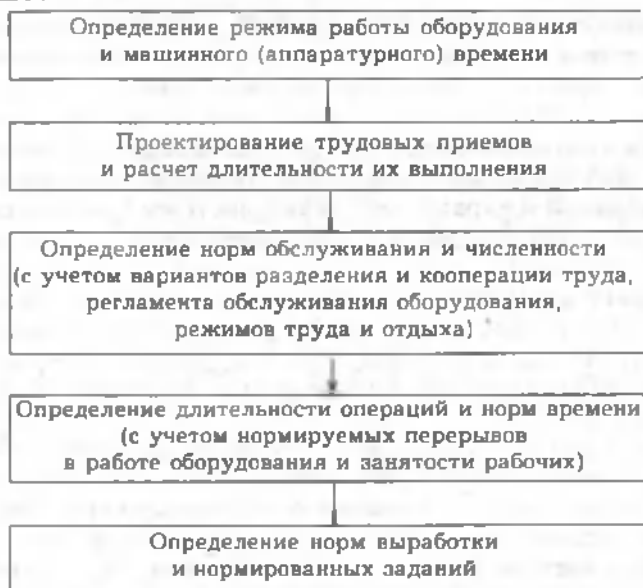 Определение режима работы оборудования
и машинного (аппаратурного) времени
Проектирование трудовых приемов
и расчет длительности их выполнения
Определение норм обслуживания и численности
(с учетом вариантов разделения и кооперации труда,
регламента обслуживания оборудования,
режимов труда и отдыха)
Определение длительности операций и норм времени
(с учетом нормируемых перерывов
в работе оборудования и занятости рабочих)
Определение норм выработки
и нормированных заданий